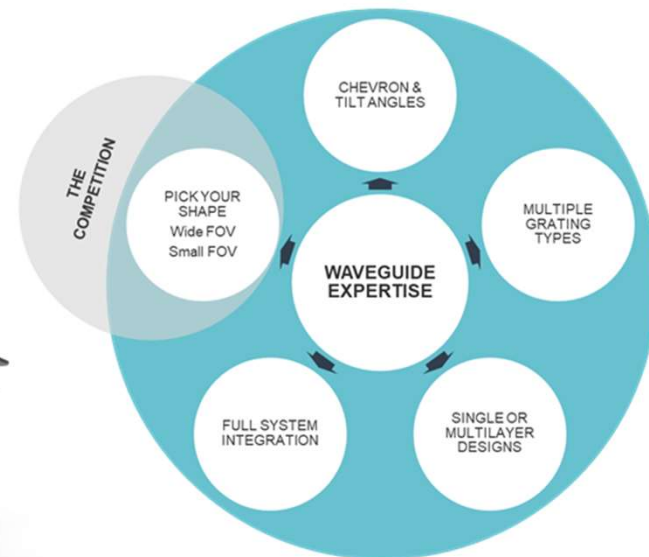 CHEVRON &
TILT ANGLES
THE
COMPETITION
PICK YOUR
SHAPE
Wide FOV
Small FOV
MULTIPLE
GRATING
TYPES
WAVEGUIDE
EXPERTISE
FULL SYSTEM
INTEGRATION
SINGLE OR
MULTILAYER
DESIGNS